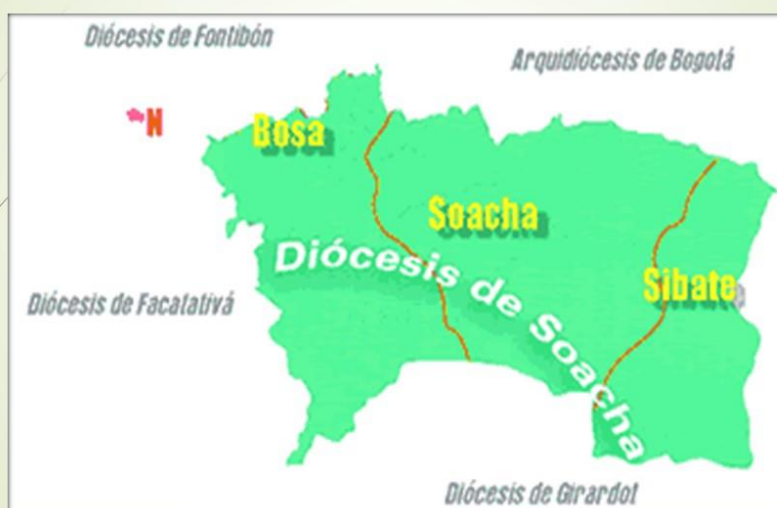 Diócesis de Fontibón
Arquidiócesis de Bogotá
N
Bosa
Soacha
Diócesis de Soacha
Sibate
Diócesis de Facatativá
Diócesis de Girardot